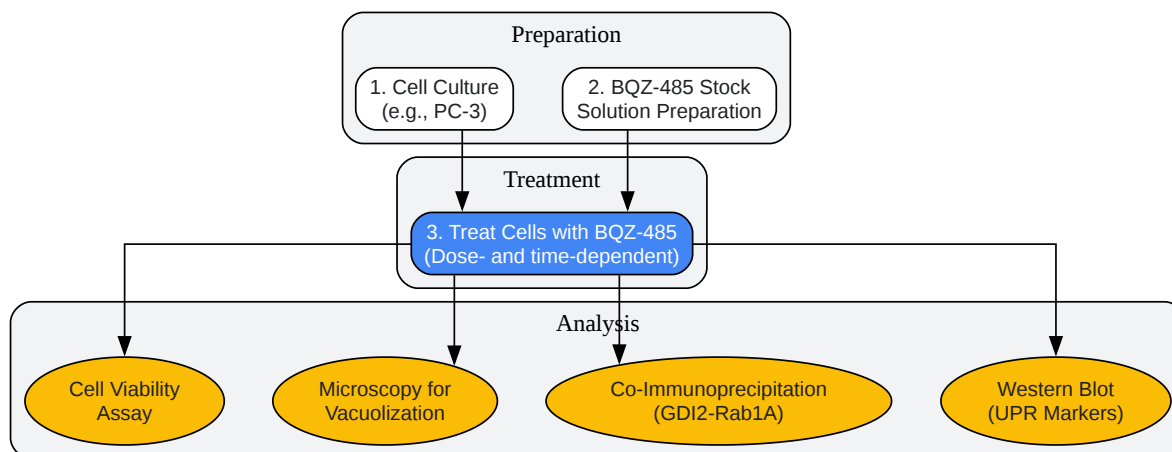 Preparation
1. Cell Culture
(e.g., PC-3)
2. BQZ-485 Stock
Solution Preparation
Treatment
3. Treat Cells with BQZ-485
(Dose- and time-dependent)
Analysis
Cell Viability
Assay
Microscopy for
Vacuolization
Co-Immunoprecipitation
(GDI2-Rab1A)
Western Blot
(UPR Markers)